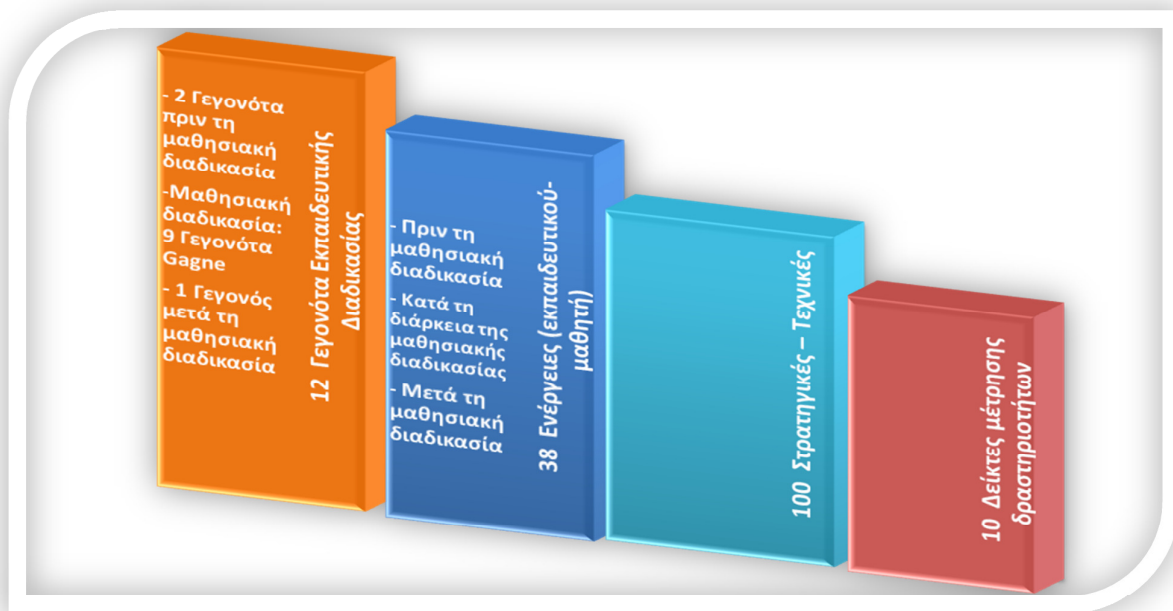 - 2 Γεγονότα
πριν τη
μαθησιακή
διαδικασία
-Μαθησιακή
διαδικασία:
9 Γεγονότα
Gagne
- 1 Γεγονός
μετά τη
μαθησιακή
διαδικασία
12 Γεγονότα Εκπαιδευτικής
Διαδικασίας
- Πριν τη
μαθησιακή
διαδικασία
- Κατά τη
διάρκεια της
μαθησιακής
διαδικασίας
- Μετά τη
μαθησιακή
διαδικασία
38 Ενέργειες (εκπαιδευτικού-
μαθητή)
100 Στρατηγικές – Τεχνικές
10 Δείκτες μέτρησης
δραστηριοτήτων